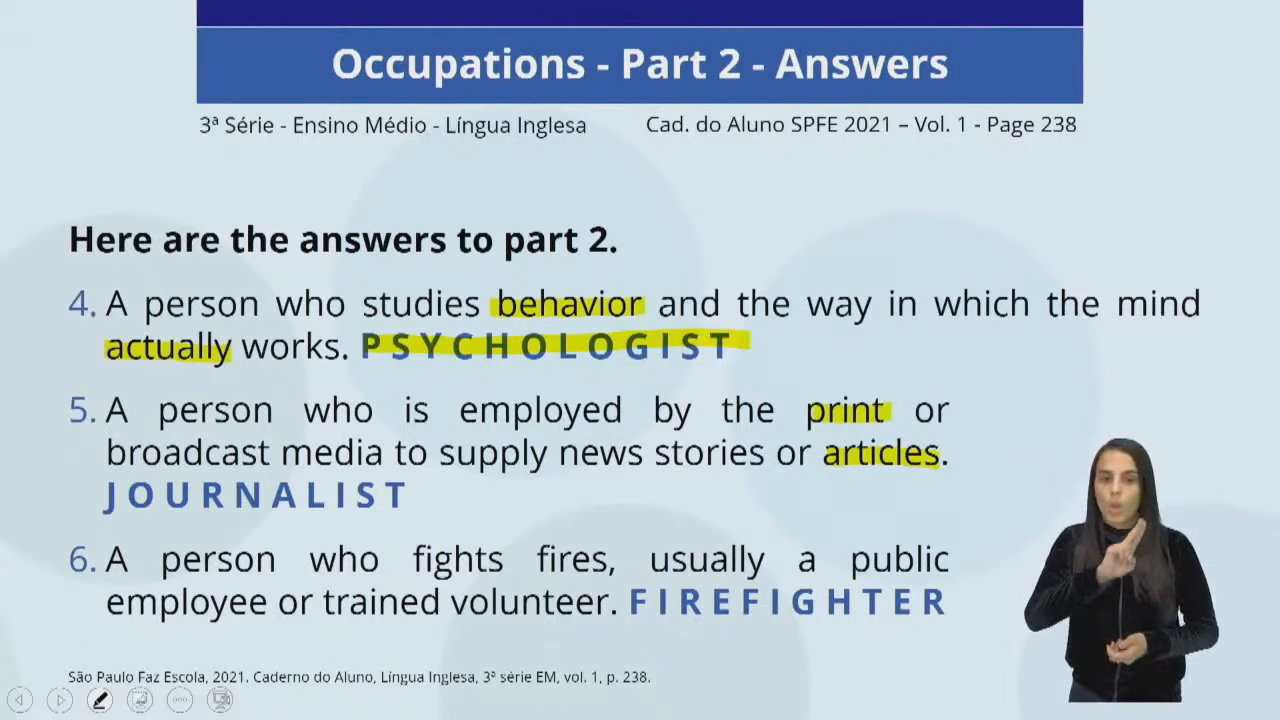 Occupations - Part 2 - Answers
3ª Série - Ensino Médio - Língua Inglesa Cad. do Aluno SPFE 2021 – Vol. 1 - Page 238
Here are the answers to part 2.
4. A person who studies behavior and the way in which the mind
actually works. P S Y C H O L O G I S T
5. A person who is employed by the print or
broadcast media to supply news stories or articles.
J O U R N A L I S T
6. A person who fights fires, usually a public
employee or trained volunteer. F I R E F I G H T E R
São Paulo Faz Escola, 2021. Caderno do Aluno, Língua Inglesa, 3ª série EM, vol. 1, p. 238.